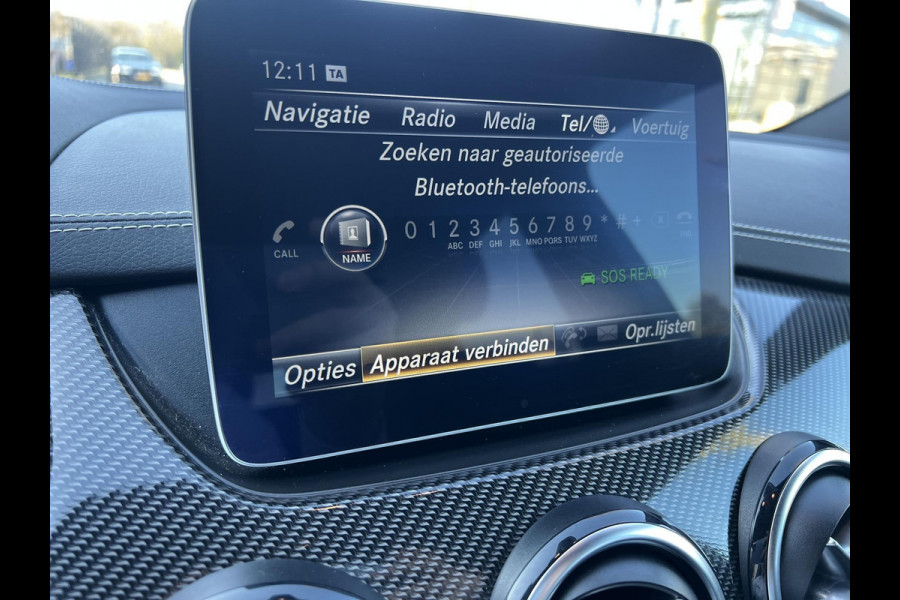 12:11 TA
Navigatie Radio Media Tel/ Voertuig
Zoeken naar geautoriseerde
Bluetooth-telefoons...
0 1 2 3 4 5 6 7 8 9 * # +
ABC DEF GHI JKL MNO PQRS TUV WXYZ
CALL NAME
SOS READY
Opties Apparaat verbinden Opr.lijsten